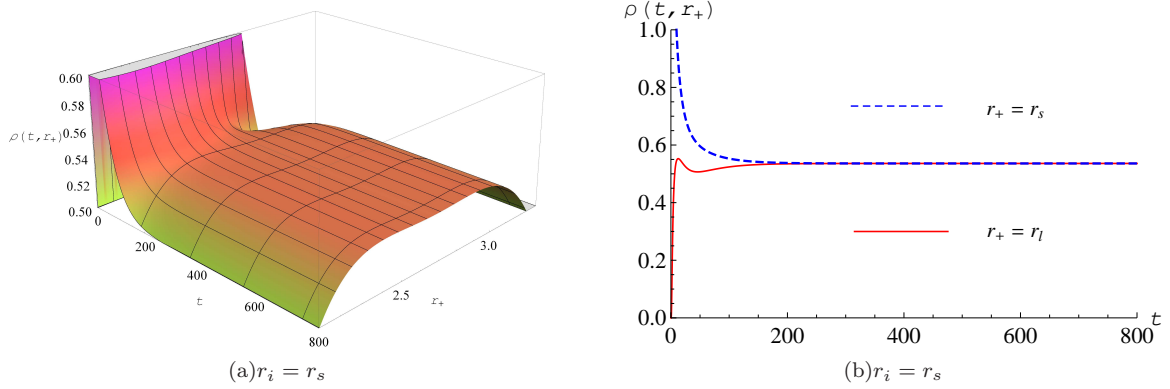 ρ(t,r₊)
0.60
0.58
0.56
0.54
0.52
0.50
0
200
400
600
800
t
2.5
3.0
r₊
(a)rᵢ = rₛ
ρ(t,r₊)
1.0
0.8
0.6
0.4
0.2
0.0
0
200
400
600
800
t
r₊ = rₛ
r₊ = rₗ
(b)rᵢ = rₛ